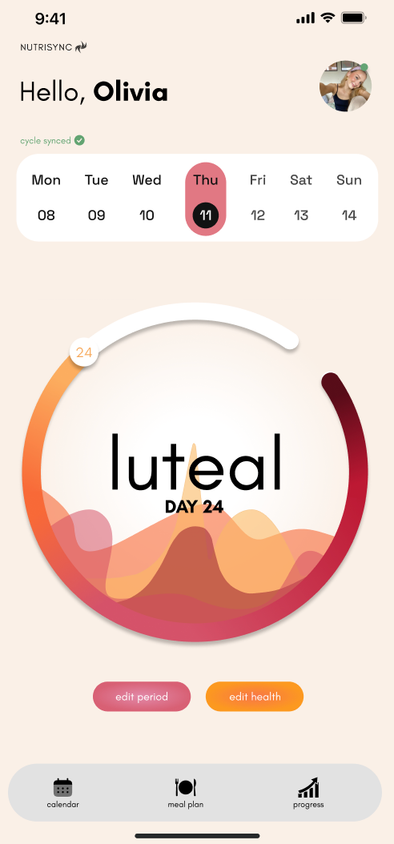 9:41
NUTRISYNC
Hello, Olivia
cycle synced
Mon Tue Wed Thu Fri Sat Sun
08 09 10 11 12 13 14
24
luteal
DAY 24
edit period edit health
calendar meal plan progress